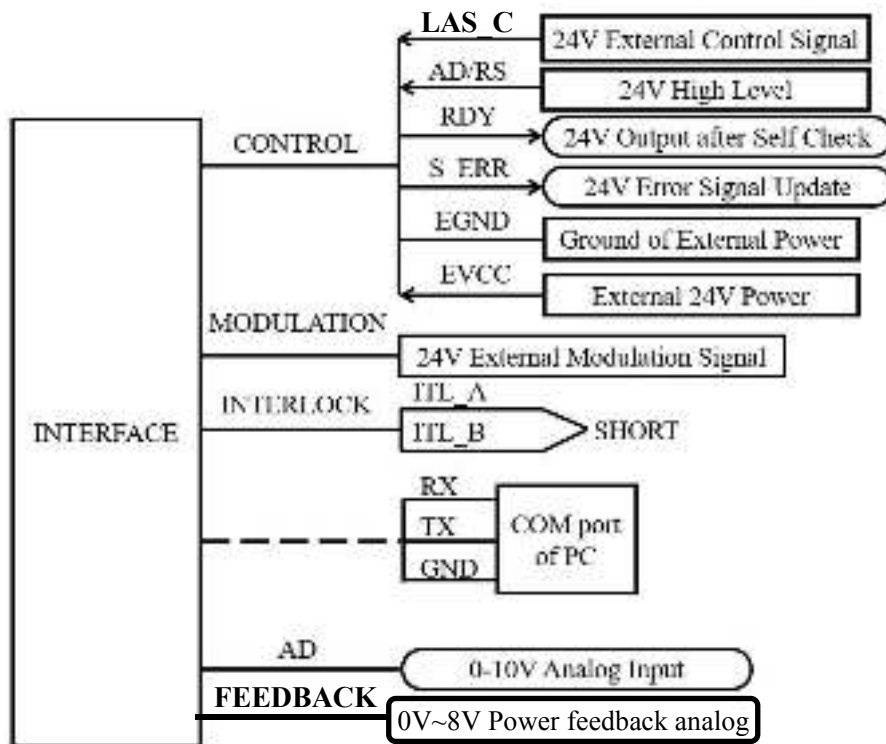 LAS_C
24V External Control Signal
AD/RS
24V High Level
RDY
24V Output after Self Check
CONTROL
S_ERR
24V Error Signal Update
EGND
Ground of External Power
EVCC
External 24V Power
MODULATION
24V External Modulation Signal
INTERLOCK
ITL_A
ITL_B
SHORT
INTERFACE
RX
TX
GND
COM port
of PC
AD
0-10V Analog Input
FEEDBACK
0V~8V Power feedback analog